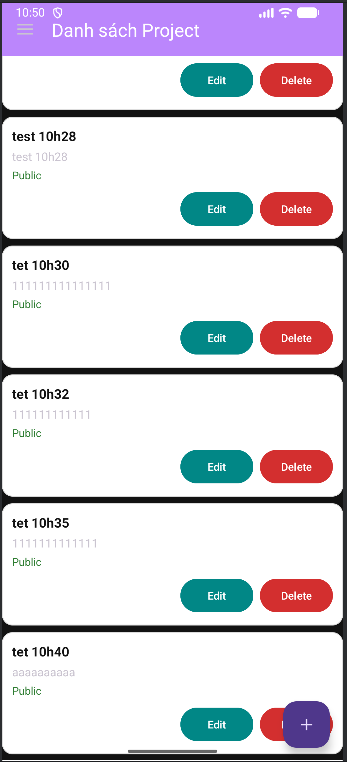 10:50
Danh sách Project
Edit Delete
test 10h28
test 10h28
Public
Edit Delete
tet 10h30
111111111111111
Public
Edit Delete
tet 10h32
111111111111
Public
Edit Delete
tet 10h35
1111111111111
Public
Edit Delete
tet 10h40
aaaaaaaaaa
Public
Edit
+